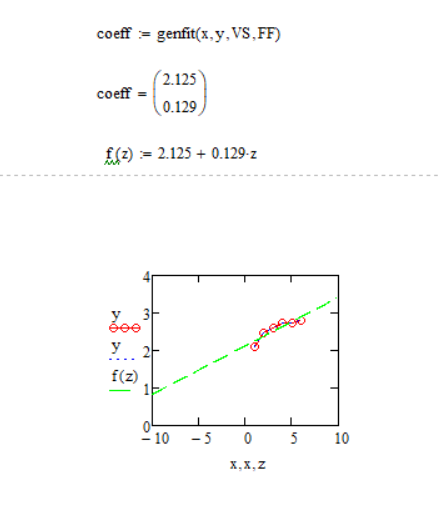 coeff := genfit(x,y,VS,FF)
coeff = (2.125
0.129)
f(z) := 2.125 + 0.129·z
4
y 3
y 2
f(z) 1
0
−10 −5 0 5 10
x,x,z